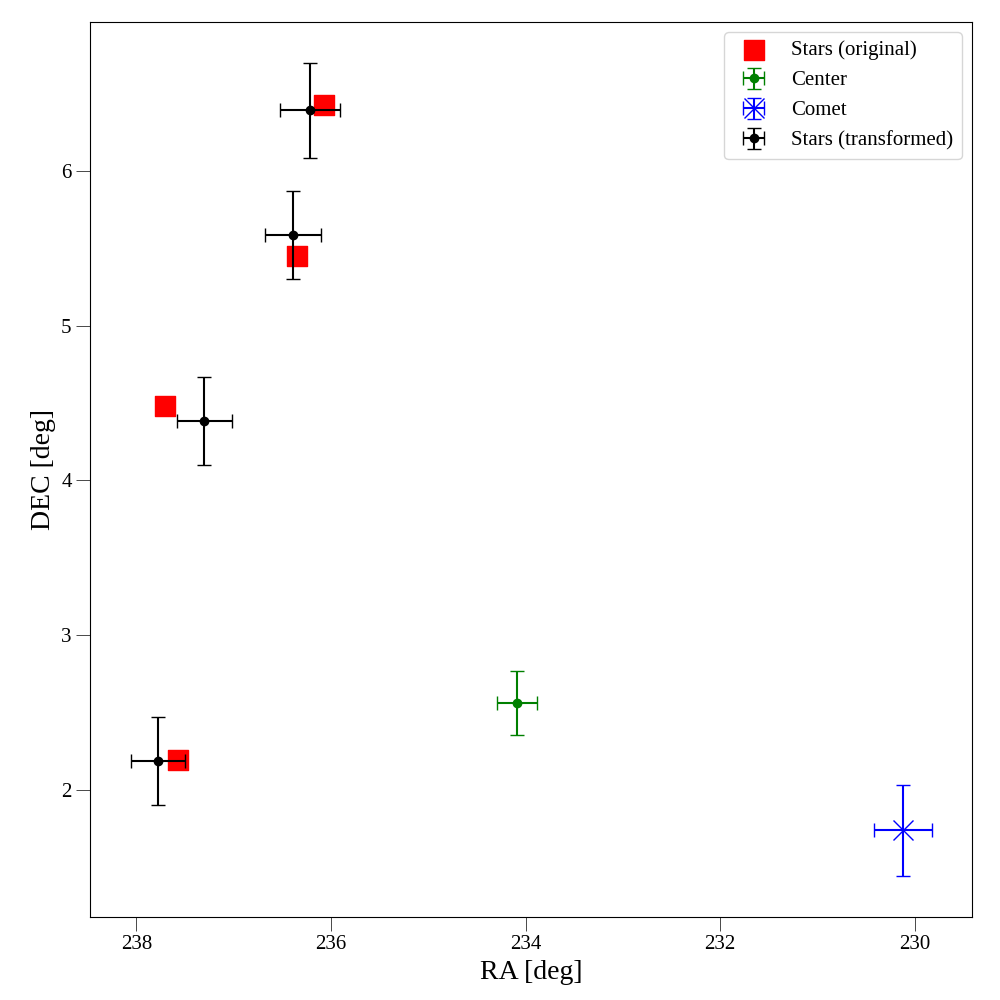 Stars (original)
Center
Comet
Stars (transformed)
6
5
4
3
2
DEC [deg]
238 236 234 232 230
RA [deg]